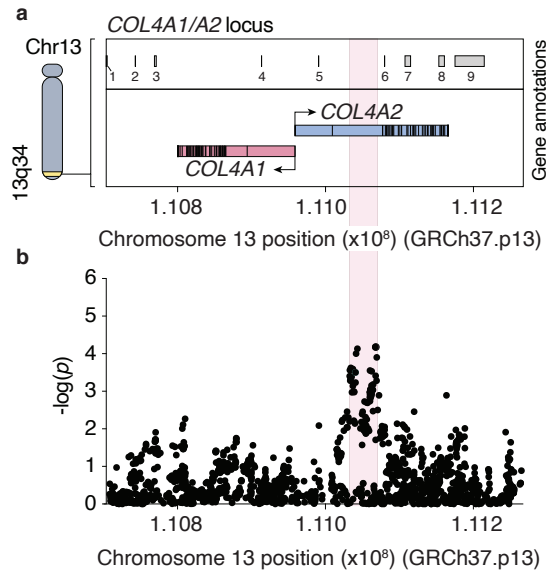 a
COL4A1/A2 locus
Chr13
1 2 3 4 5 6 7 8 9
COL4A2
COL4A1
13q34
Gene annotations
1.108 1.110 1.112
Chromosome 13 position (x10⁸) (GRCh37.p13)
b
6
5
4
3
2
1
0
-log(p)
1.108 1.110 1.112
Chromosome 13 position (x10⁸) (GRCh37.p13)